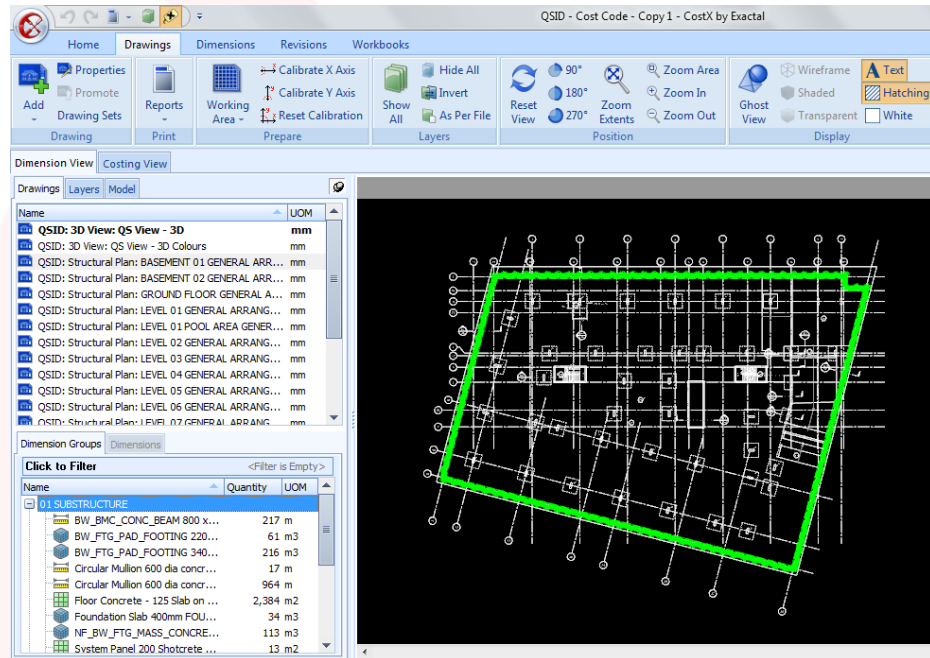 QSID - Cost Code - Copy 1 - CostX by Exactal
Home Drawings Dimensions Revisions Workbooks
Add
Properties
Promote
Drawing Sets
Drawing
Reports
Print
Working Area
Calibrate X Axis
Calibrate Y Axis
Reset Calibration
Prepare
Show All
Hide All
Invert
As Per File
Layers
Reset View
90°
180°
270°
Zoom Extents
Zoom Area
Zoom In
Zoom Out
Position
Ghost View
Wireframe
Shaded
Transparent
Text
Hatching
White
Display
Dimension View Costing View
Drawings Layers Model
Name UOM
QSID: 3D View: QS View - 3D mm
QSID: 3D View: QS View - 3D Colours mm
QSID: Structural Plan: BASEMENT 01 GENERAL ARR... mm
QSID: Structural Plan: BASEMENT 02 GENERAL ARR... mm
QSID: Structural Plan: GROUND FLOOR GENERAL A... mm
QSID: Structural Plan: LEVEL 01 GENERAL ARRANG... mm
QSID: Structural Plan: LEVEL 01 POOL AREA GENER... mm
QSID: Structural Plan: LEVEL 02 GENERAL ARRANG... mm
QSID: Structural Plan: LEVEL 03 GENERAL ARRANG... mm
QSID: Structural Plan: LEVEL 04 GENERAL ARRANG... mm
QSID: Structural Plan: LEVEL 05 GENERAL ARRANG... mm
QSID: Structural Plan: LEVEL 06 GENERAL ARRANG... mm
QSID: Structural Plan: LEVEL 07 GENERAL ARRANG mm
Dimension Groups Dimensions
Click to Filter <Filter is Empty>
Name Quantity UOM
01 SUBSTRUCTURE
BW_BMC_CONC_BEAM 800 x... 217 m
BW_FTG_PAD_FOOTING 220... 61 m3
BW_FTG_PAD_FOOTING 340... 216 m3
Circular Mullion 600 dia concr... 17 m
Circular Mullion 600 dia concr... 964 m
Floor Concrete - 125 Slab on ... 2,384 m2
Foundation Slab 400mm FOU... 34 m3
NF_BW_FTG_MASS_CONCRE... 113 m3
System Panel 200 Shotcrete ... 13 m2